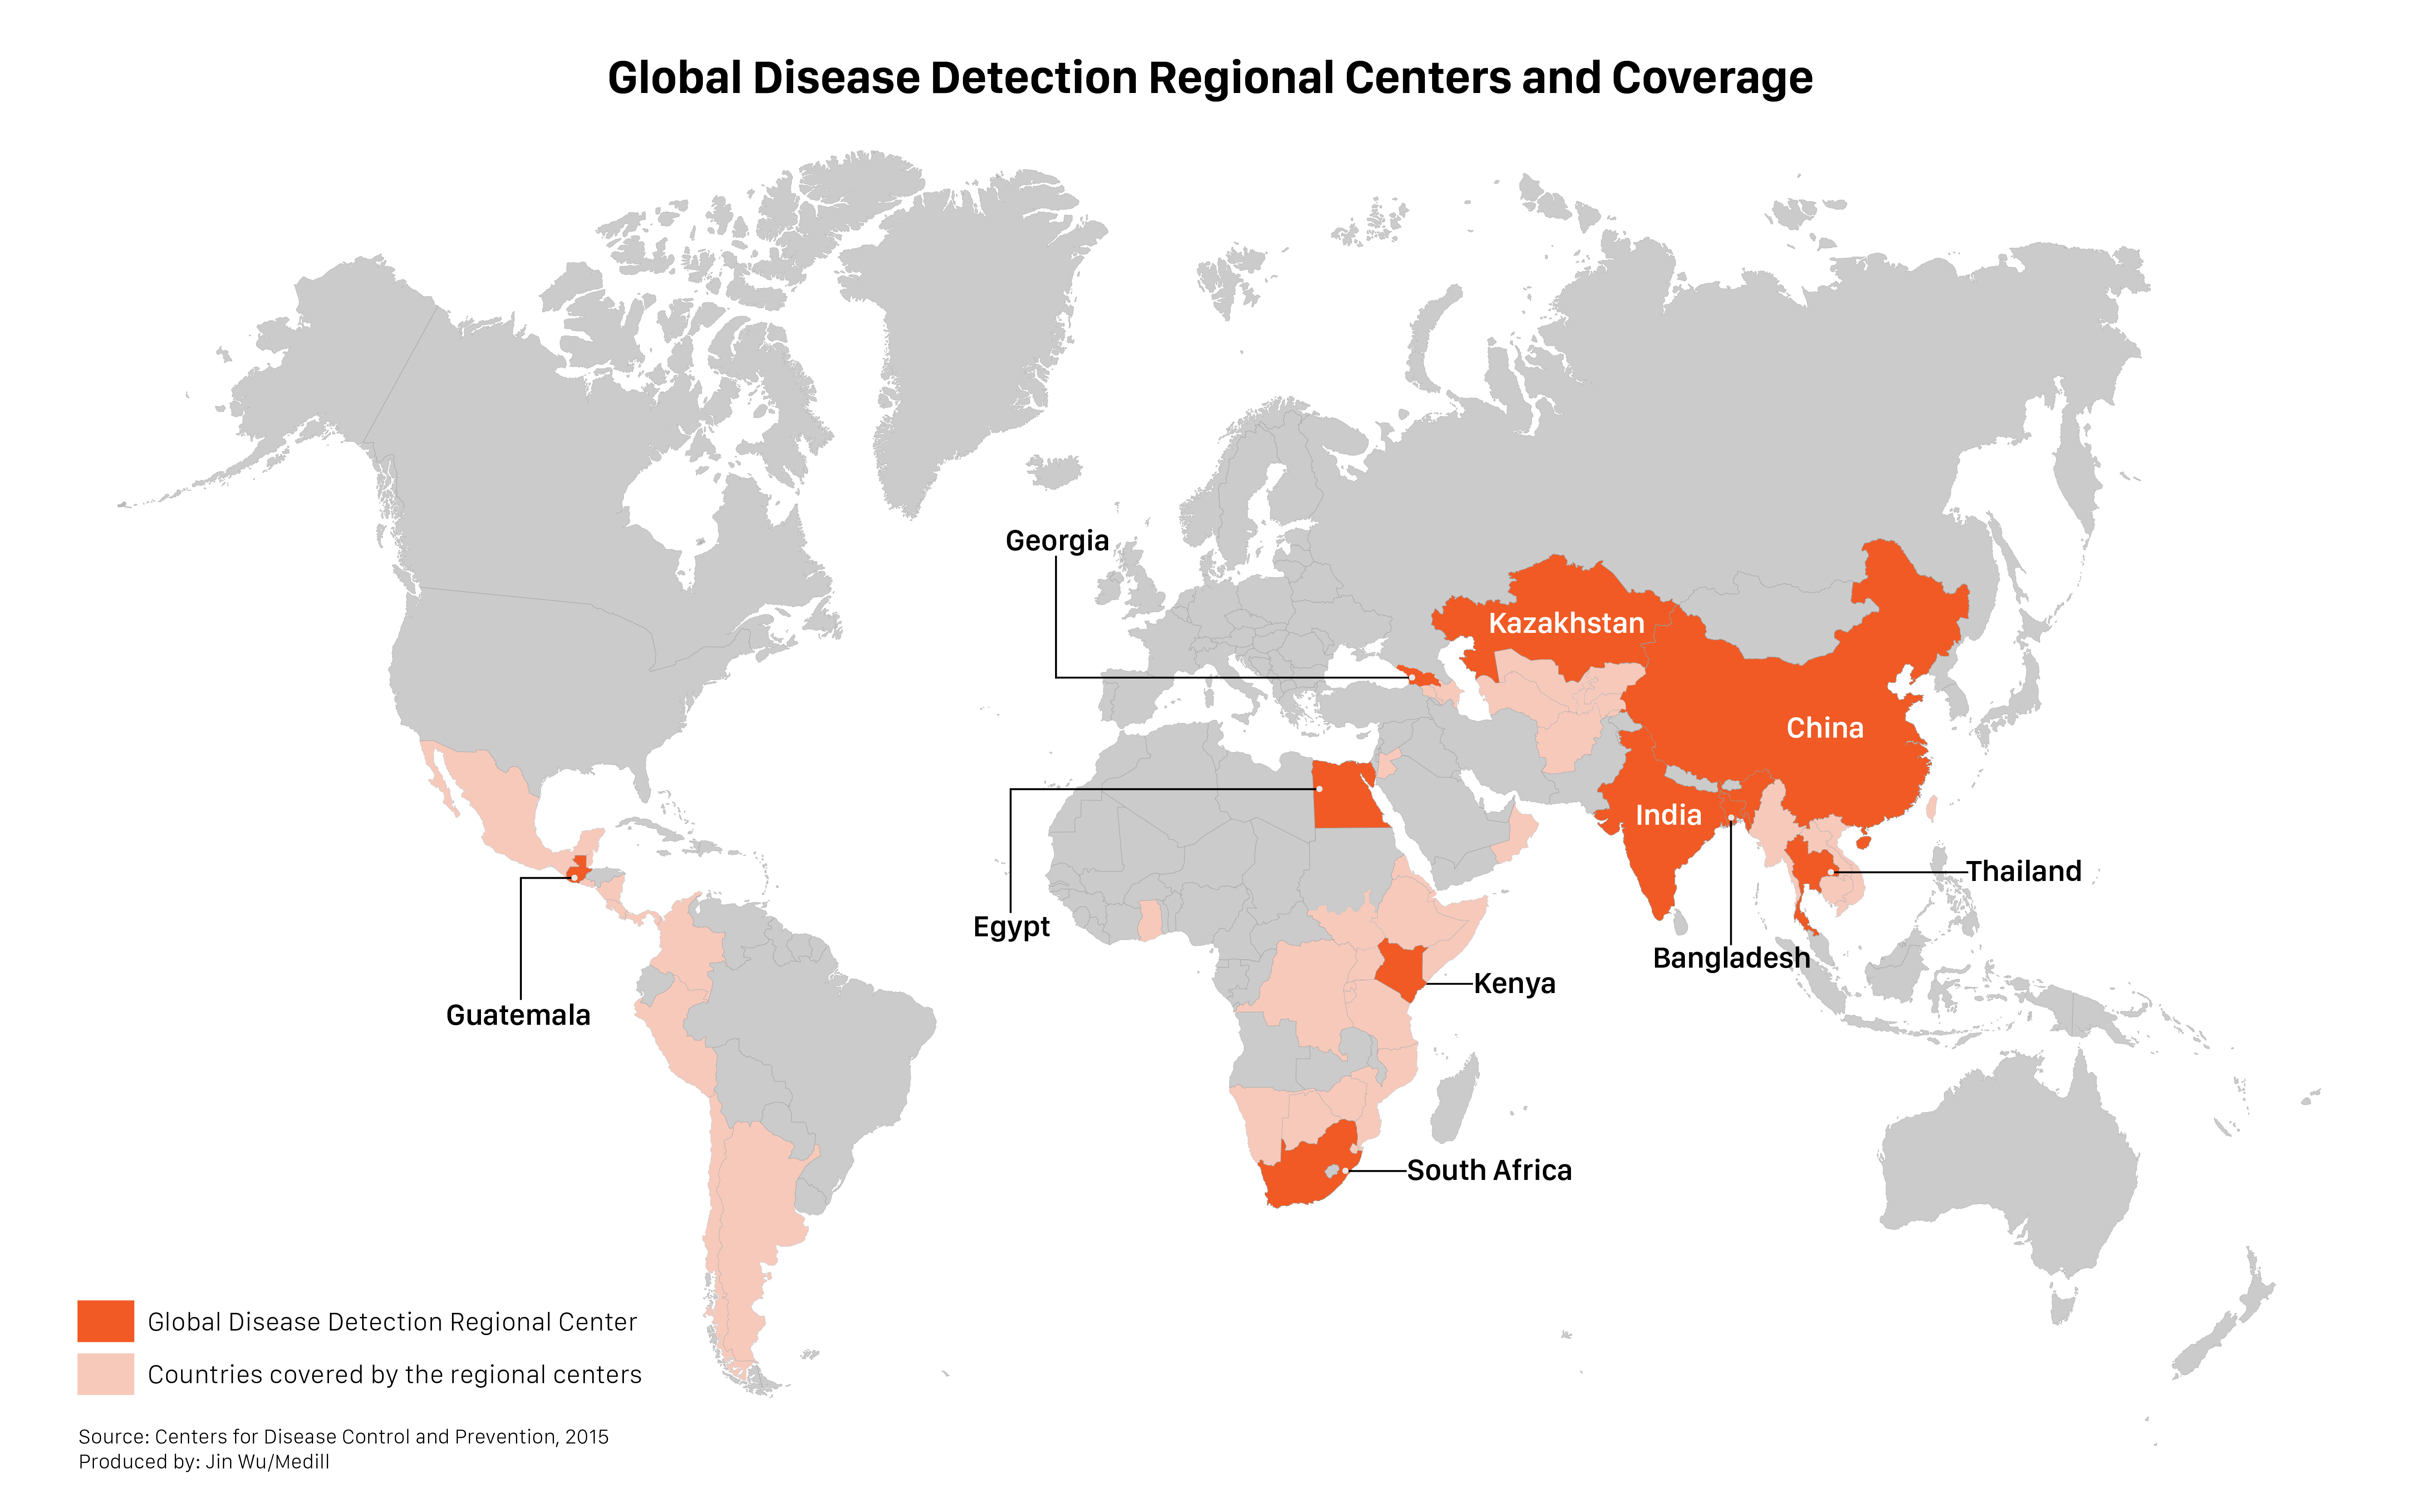 Global Disease Detection Regional Centers and Coverage
Georgia
Kazakhstan
China
India
Thailand
Egypt
Bangladesh
Kenya
Guatemala
South Africa
Global Disease Detection Regional Center
Countries covered by the regional centers
Source: Centers for Disease Control and Prevention, 2015
Produced by: Jin Wu/Medill